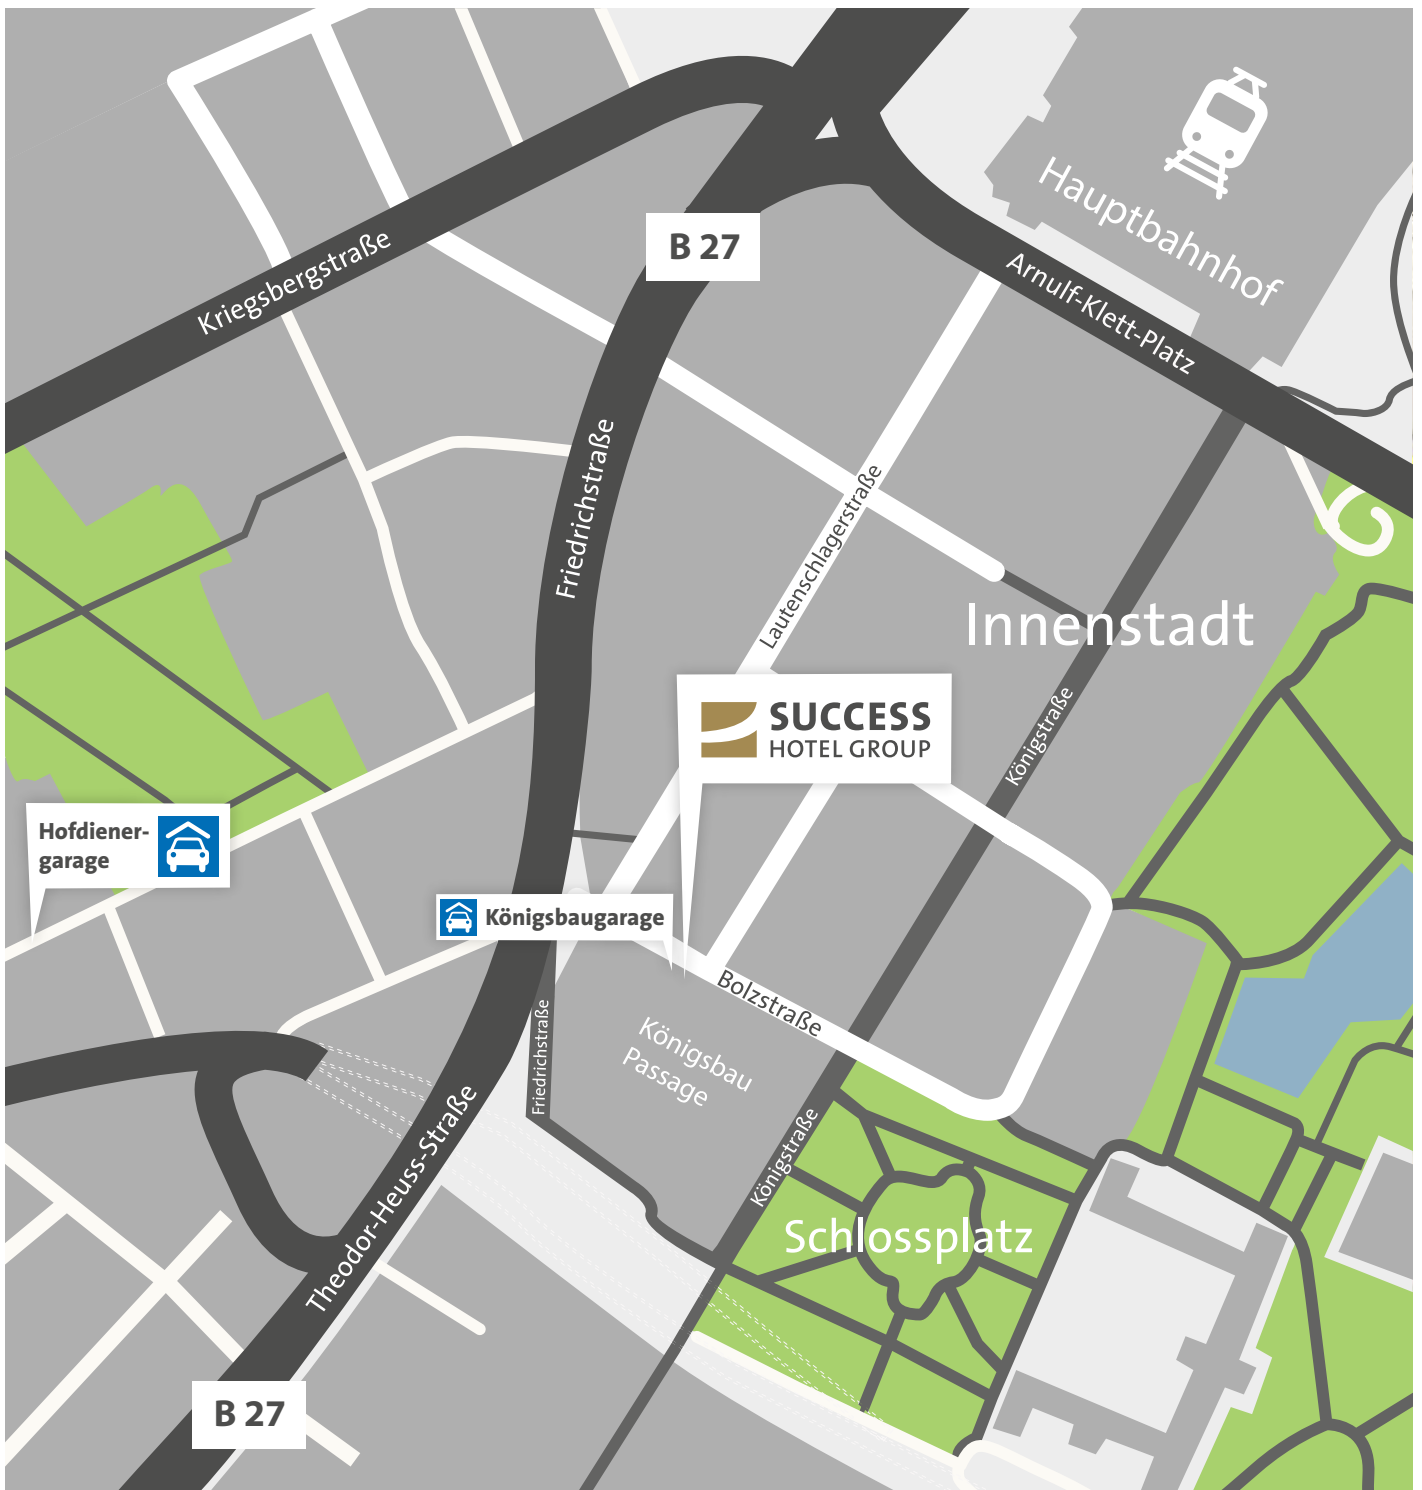 Hauptbahnhof
B 27
Kriegsbergstraße
Arnulf-Klett-Platz
Friedrichstraße
Lautenschlagerstraße
Innenstadt
Königstraße
SUCCESS
HOTEL GROUP
Hofdiener-
garage
Königsbaugarage
Bolzstraße
Friedrichstraße
Königsbau
Passage
Theodor-Heuss-Straße
Königstraße
Schlossplatz
B 27